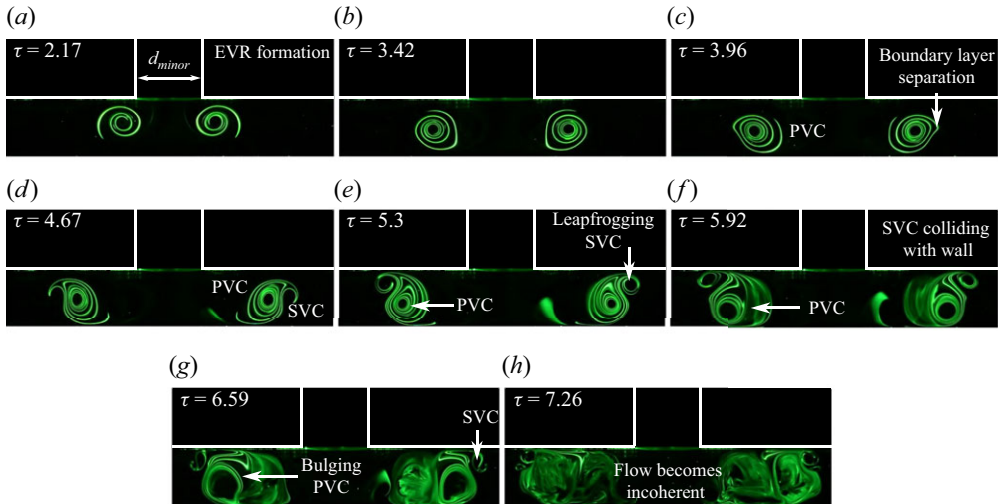 (a)
τ = 2.17
d_minor
EVR formation
(b)
τ = 3.42
(c)
τ = 3.96
Boundary layer
separation
PVC
(d)
τ = 4.67
PVC
SVC
(e)
τ = 5.3
Leapfrogging
SVC
PVC
(f)
τ = 5.92
SVC colliding
with wall
PVC
(g)
τ = 6.59
SVC
Bulging
PVC
(h)
τ = 7.26
Flow becomes
incoherent